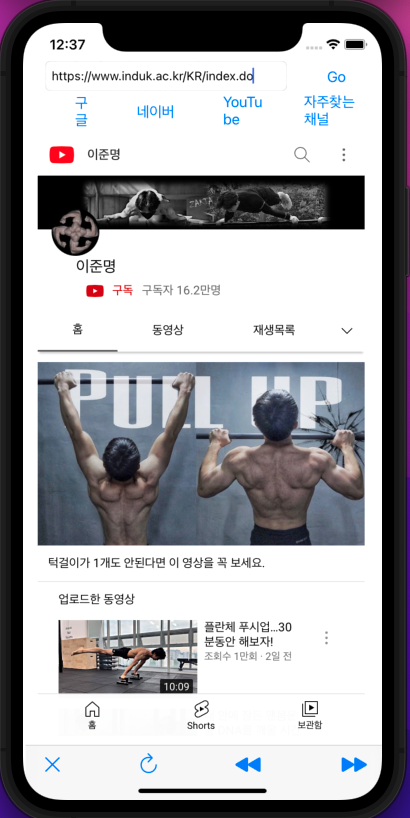 12:37
https://www.induk.ac.kr/KR/index.do
Go
구
글
네이버
YouTu
be
자주찾는
채널
이준명
이준명
구독 구독자 16.2만명
홈
동영상
재생목록
PULL UP
턱걸이가 1개도 안된다면 이 영상을 꼭 보세요.
업로드한 동영상
플란체 푸시업...30
분동안 해보자!
조회수 1만회 · 2일 전
10:09
홈
Shorts
보관함